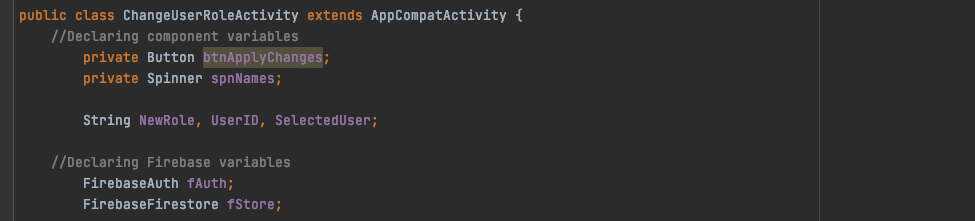 public class ChangeUserRoleActivity extends AppCompatActivity {
//Declaring component variables
private Button btnApplyChanges;
private Spinner spnNames;
String NewRole, UserID, SelectedUser;
//Declaring Firebase variables
FirebaseAuth fAuth;
FirebaseFirestore fStore;